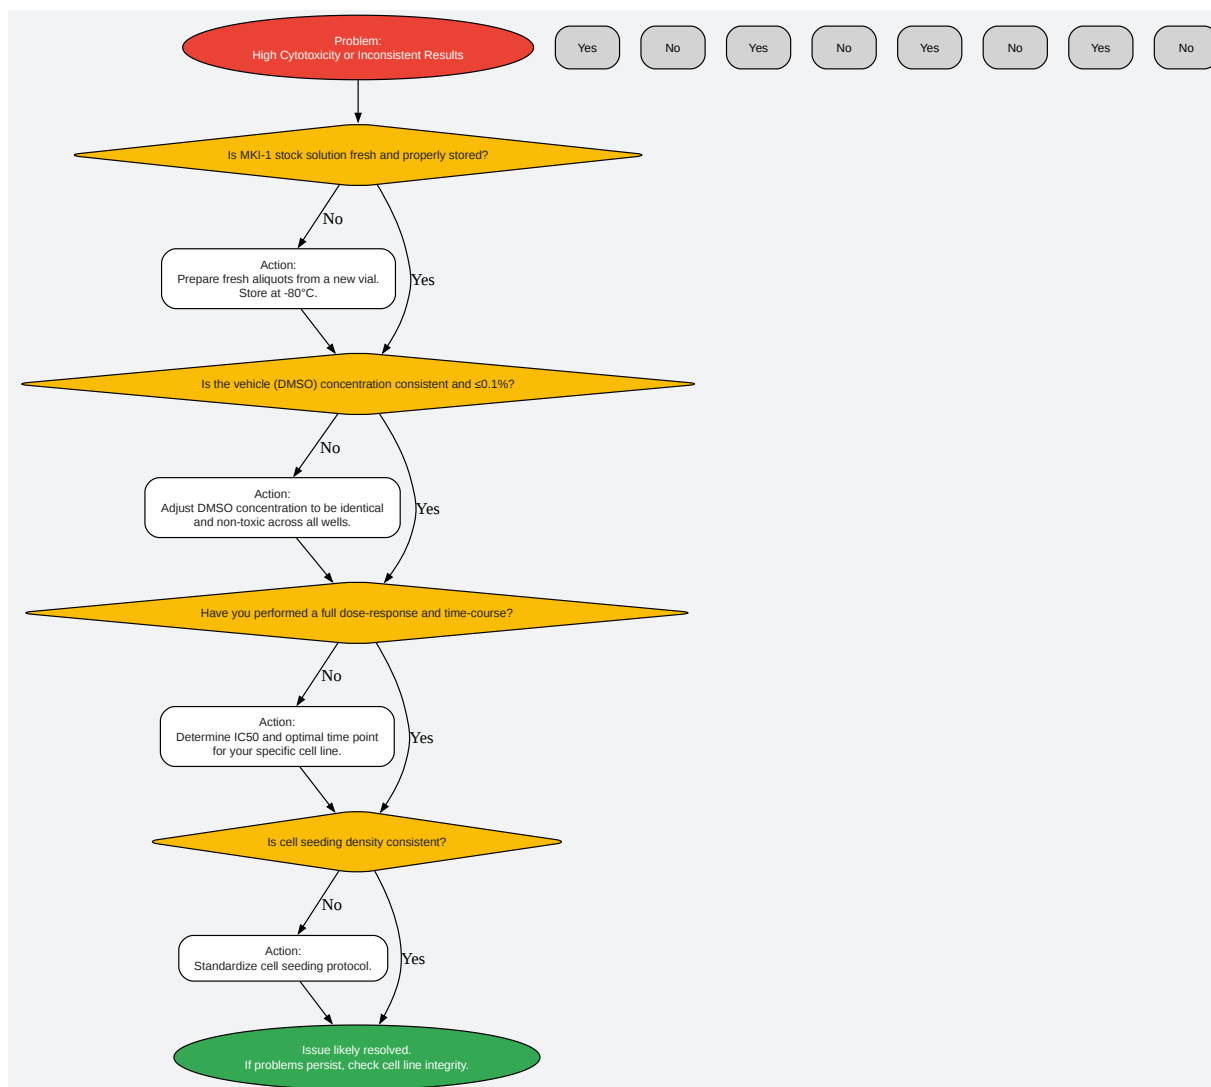 Problem:
High Cytotoxicity or Inconsistent Results
Yes
No
Yes
No
Yes
No
Yes
No
Is MKI-1 stock solution fresh and properly stored?
No
Action:
Prepare fresh aliquots from a new vial.
Store at -80°C.
Yes
Is the vehicle (DMSO) concentration consistent and ≤0.1%?
No
Action:
Adjust DMSO concentration to be identical
and non-toxic across all wells.
Yes
Have you performed a full dose-response and time-course?
No
Action:
Determine IC50 and optimal time point
for your specific cell line.
Yes
Is cell seeding density consistent?
No
Action:
Standardize cell seeding protocol.
Yes
Issue likely resolved.
If problems persist, check cell line integrity.